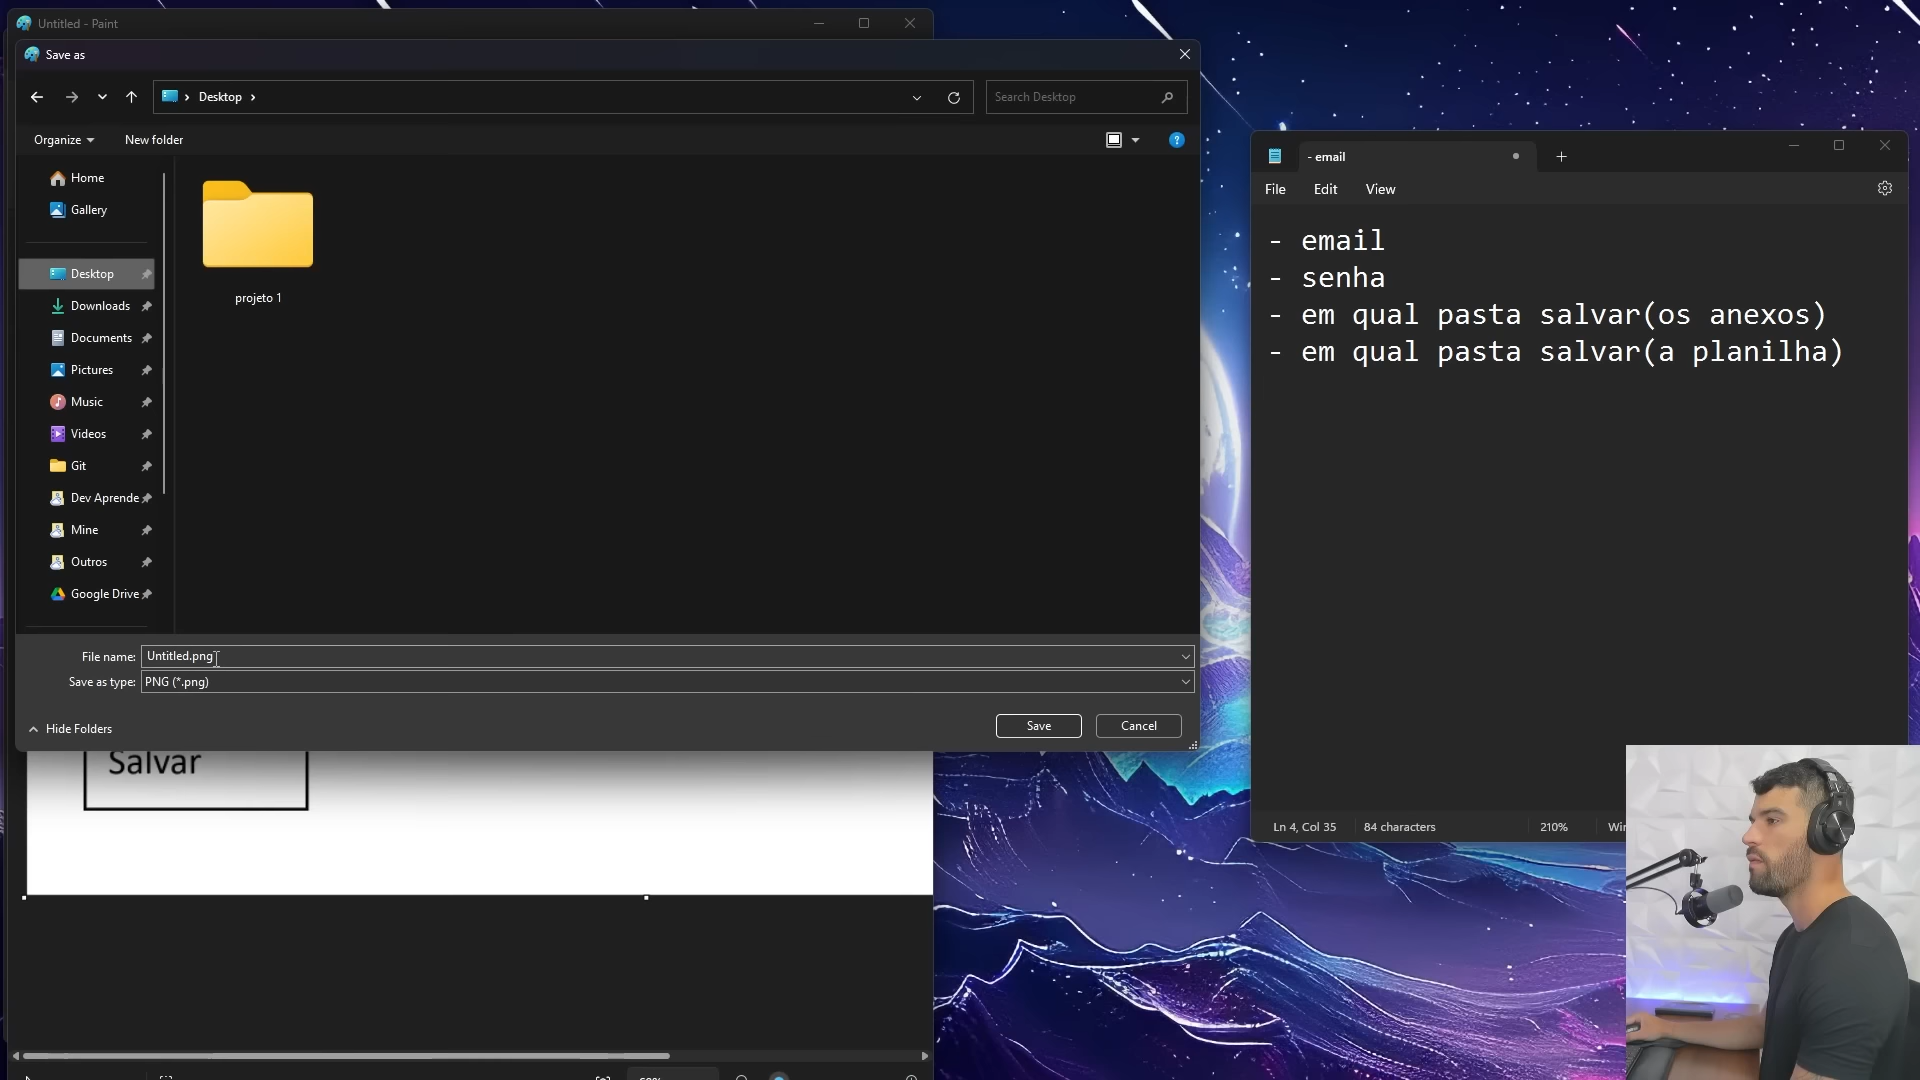 Untitled - Paint
Save as
Desktop
Search Desktop
Organize
New folder
Home
Gallery
Desktop
Downloads
Documents
Pictures
Music
Videos
Git
Dev Aprende
Mine
Outros
Google Drive
projeto 1
File name: Untitled.png
Save as type: PNG (*.png)
Hide Folders
Save
Cancel
Salvar
- email
File
Edit
View
- email
- senha
- em qual pasta salvar(os anexos)
- em qual pasta salvar(a planilha)
Ln 4, Col 35
84 characters
210%